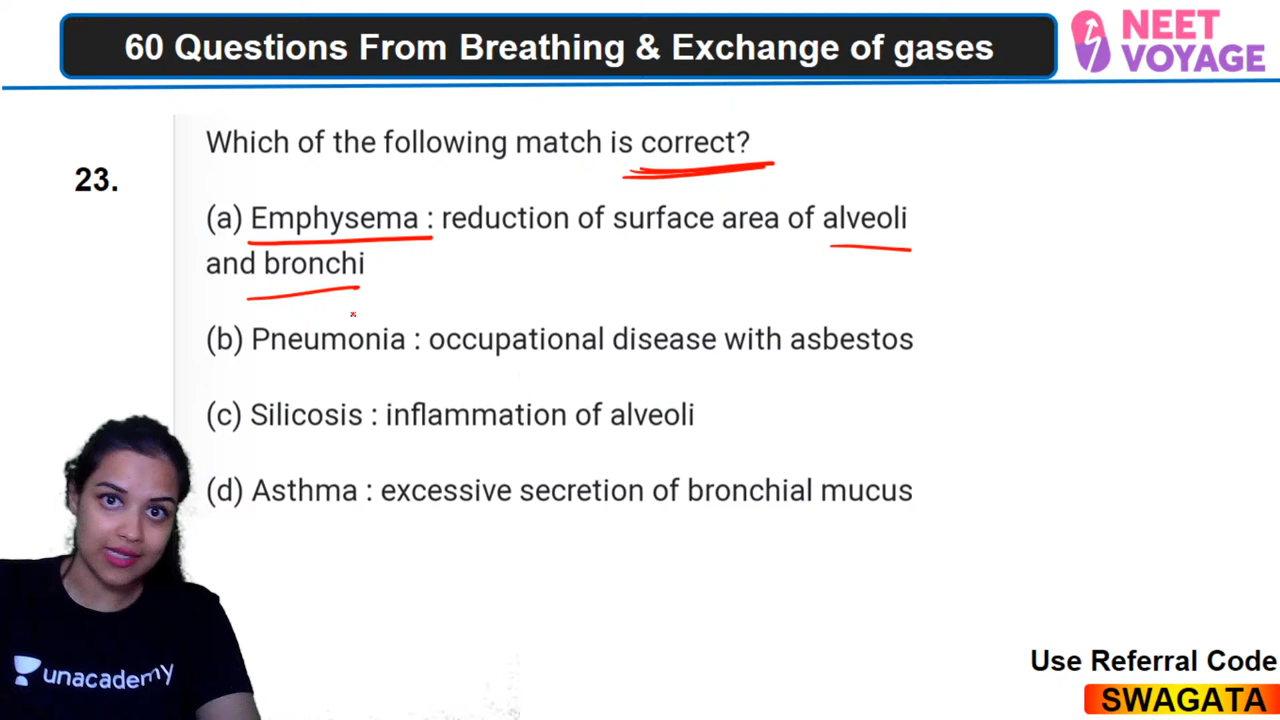 60 Questions From Breathing & Exchange of gases
NEET
VOYAGE
Which of the following match is correct?
23.
(a) Emphysema : reduction of surface area of alveoli
and bronchi
(b) Pneumonia : occupational disease with asbestos
(c) Silicosis : inflammation of alveoli
(d) Asthma : excessive secretion of bronchial mucus
unacademy
Use Referral Code
SWAGATA